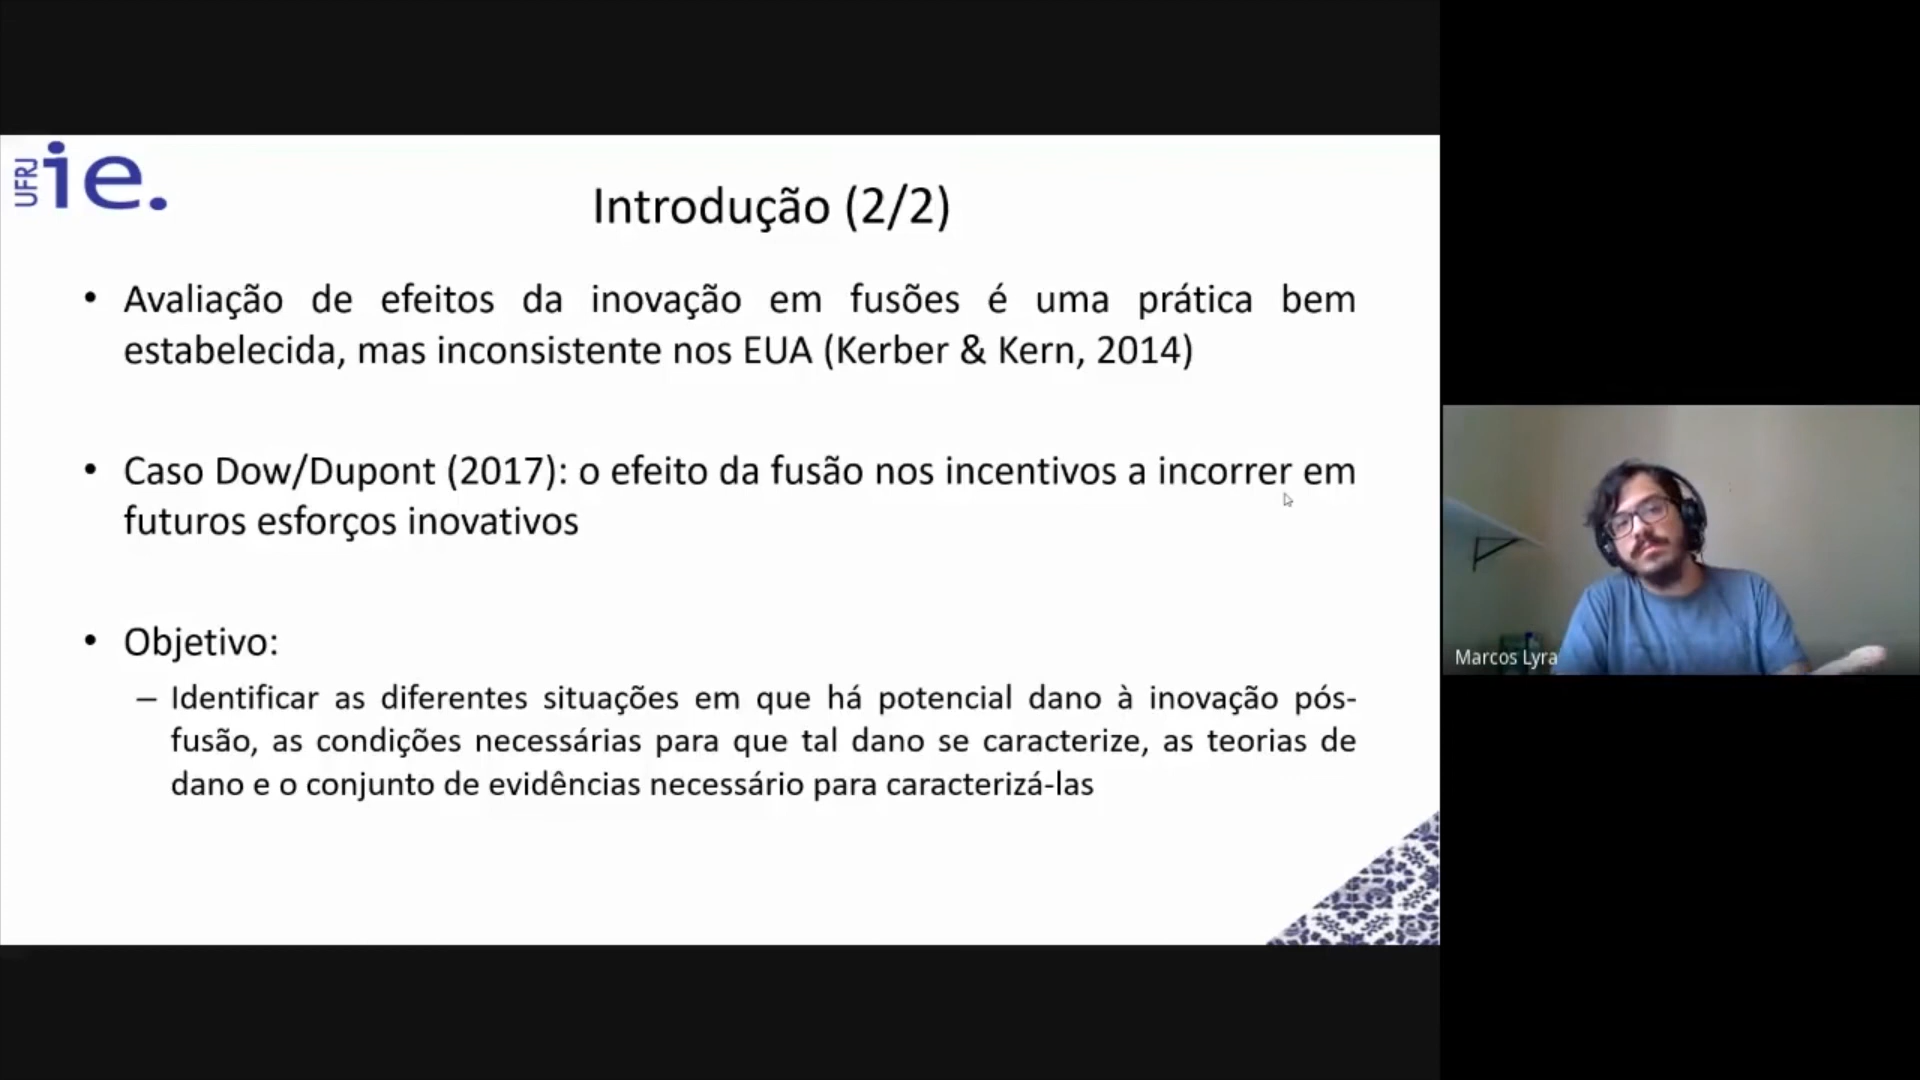 UFRJ ie.
Introdução (2/2)
• Avaliação de efeitos da inovação em fusões é uma prática bem
estabelecida, mas inconsistente nos EUA (Kerber & Kern, 2014)
• Caso Dow/Dupont (2017): o efeito da fusão nos incentivos a incorrer em
futuros esforços inovativos
• Objetivo:
– Identificar as diferentes situações em que há potencial dano à inovação pós-
fusão, as condições necessárias para que tal dano se caracterize, as teorias de
dano e o conjunto de evidências necessário para caracterizá-las
Marcos Lyra